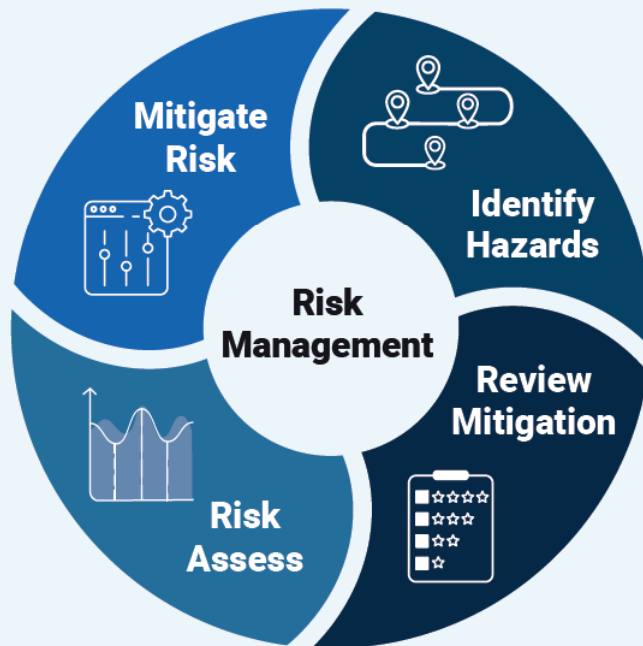 Mitigate
Risk
Identify
Hazards
Risk
Management
Review
Mitigation
Risk
Assess